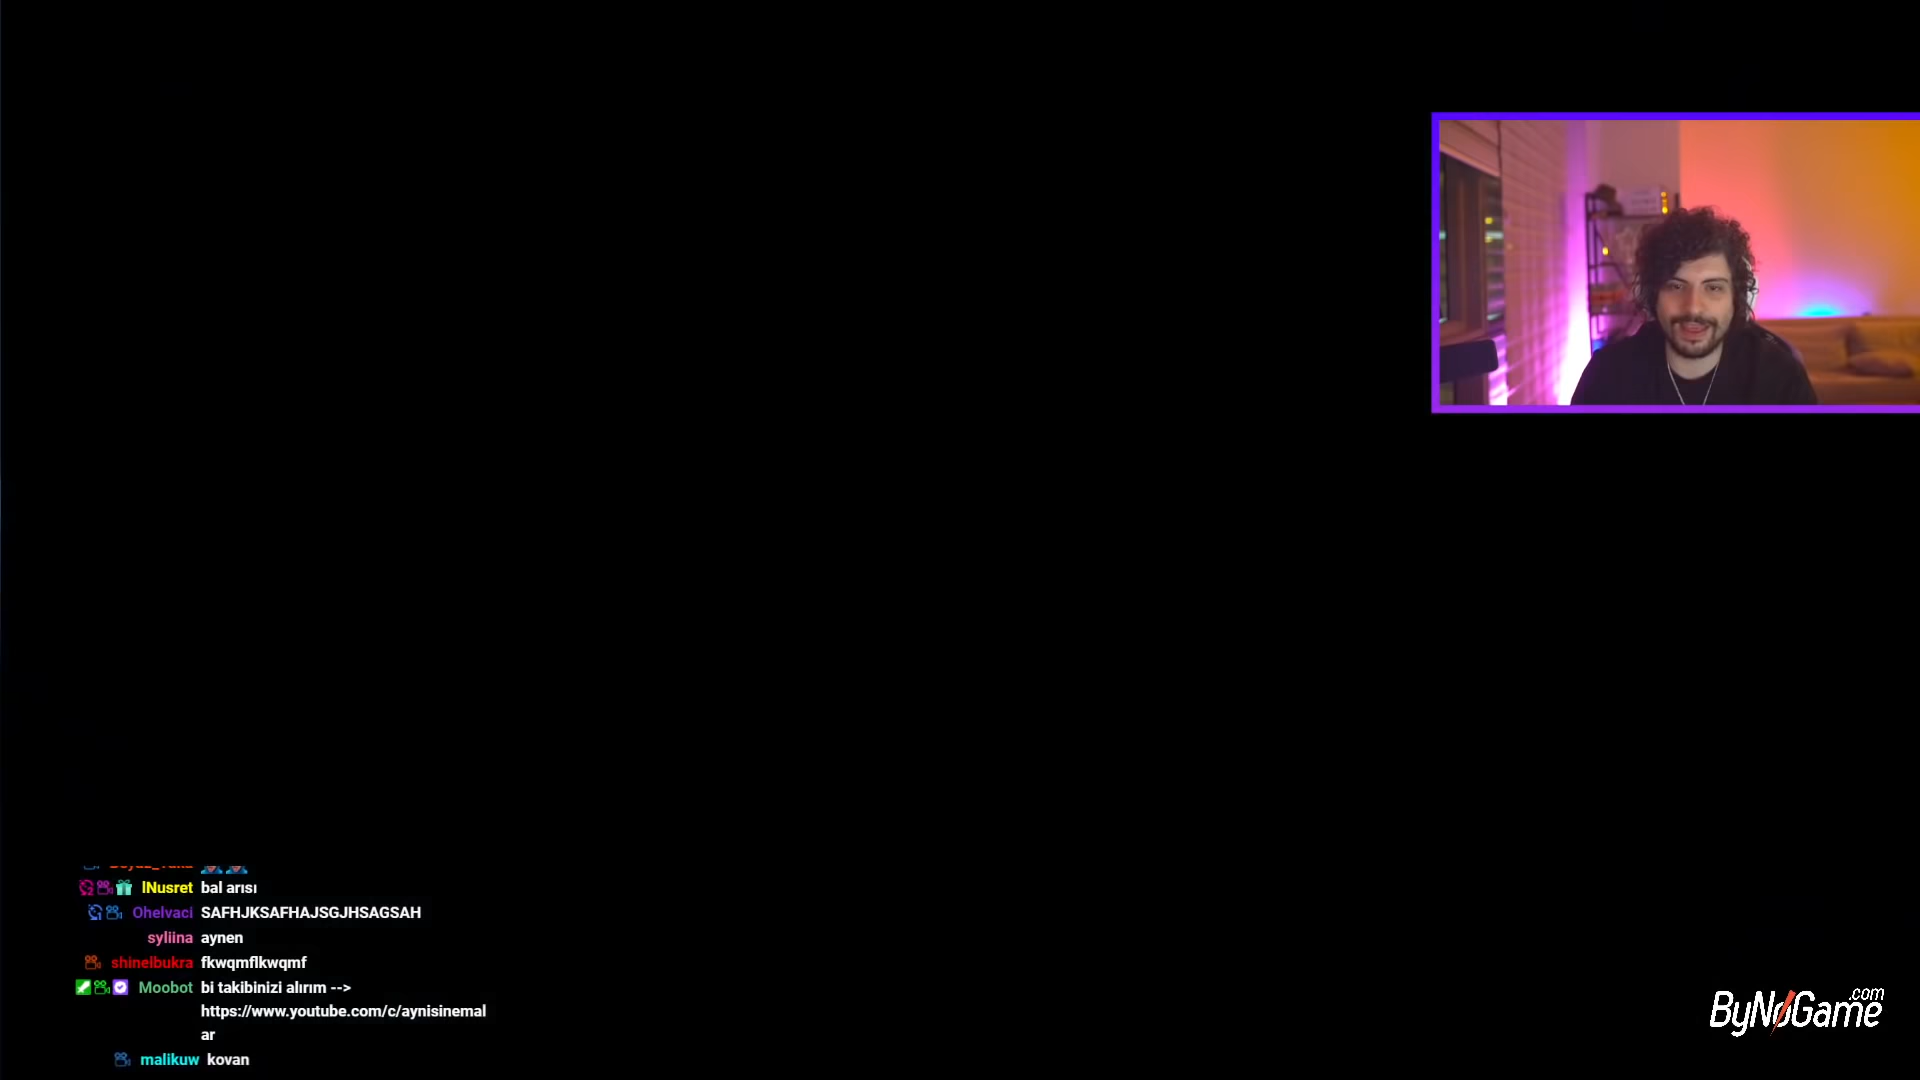 lNusret bal arısı
Ohelvaci SAFHJKSAFHAJSGJHSAGSAH
syliina aynen
shinelbukra fkwqmflkwqmf
Moobot bi takibinizi alırım -->
https://www.youtube.com/c/aynisinemal
ar
malikuw kovan
ByNoGame.com